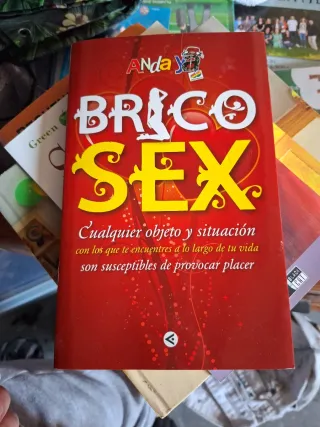 Anda Ya
BRICO
SEX
Cualquier objeto y situación
con los que te encuentres a lo largo de tu vida
son susceptibles de provocar placer
Green